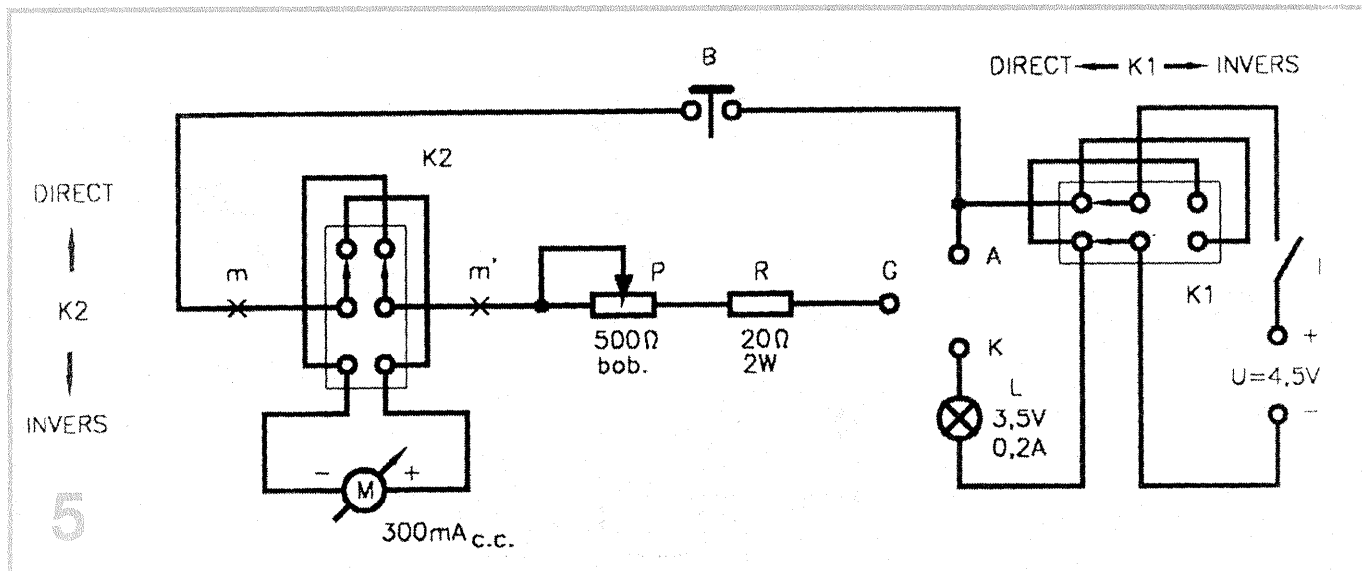 B
DIRECT K1 INVERS
K2
DIRECT
K2
INVERS
m
m'
P
500Ω
bob.
R
20Ω
2W
G
A
K
L
3,5V
0,2A
K1
I
+
U=4,5V
-
- M +
300mA c.c.
5